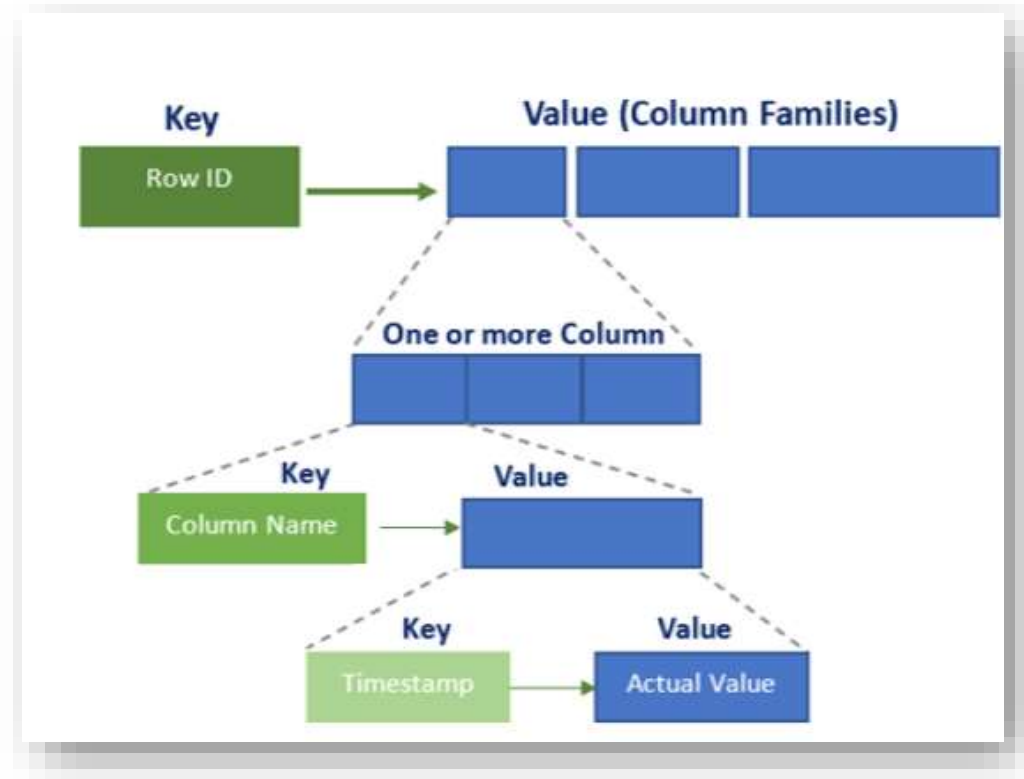 Key
Value (Column Families)
Row ID
One or more Column
Key
Value
Column Name
Key
Value
Timestamp
Actual Value